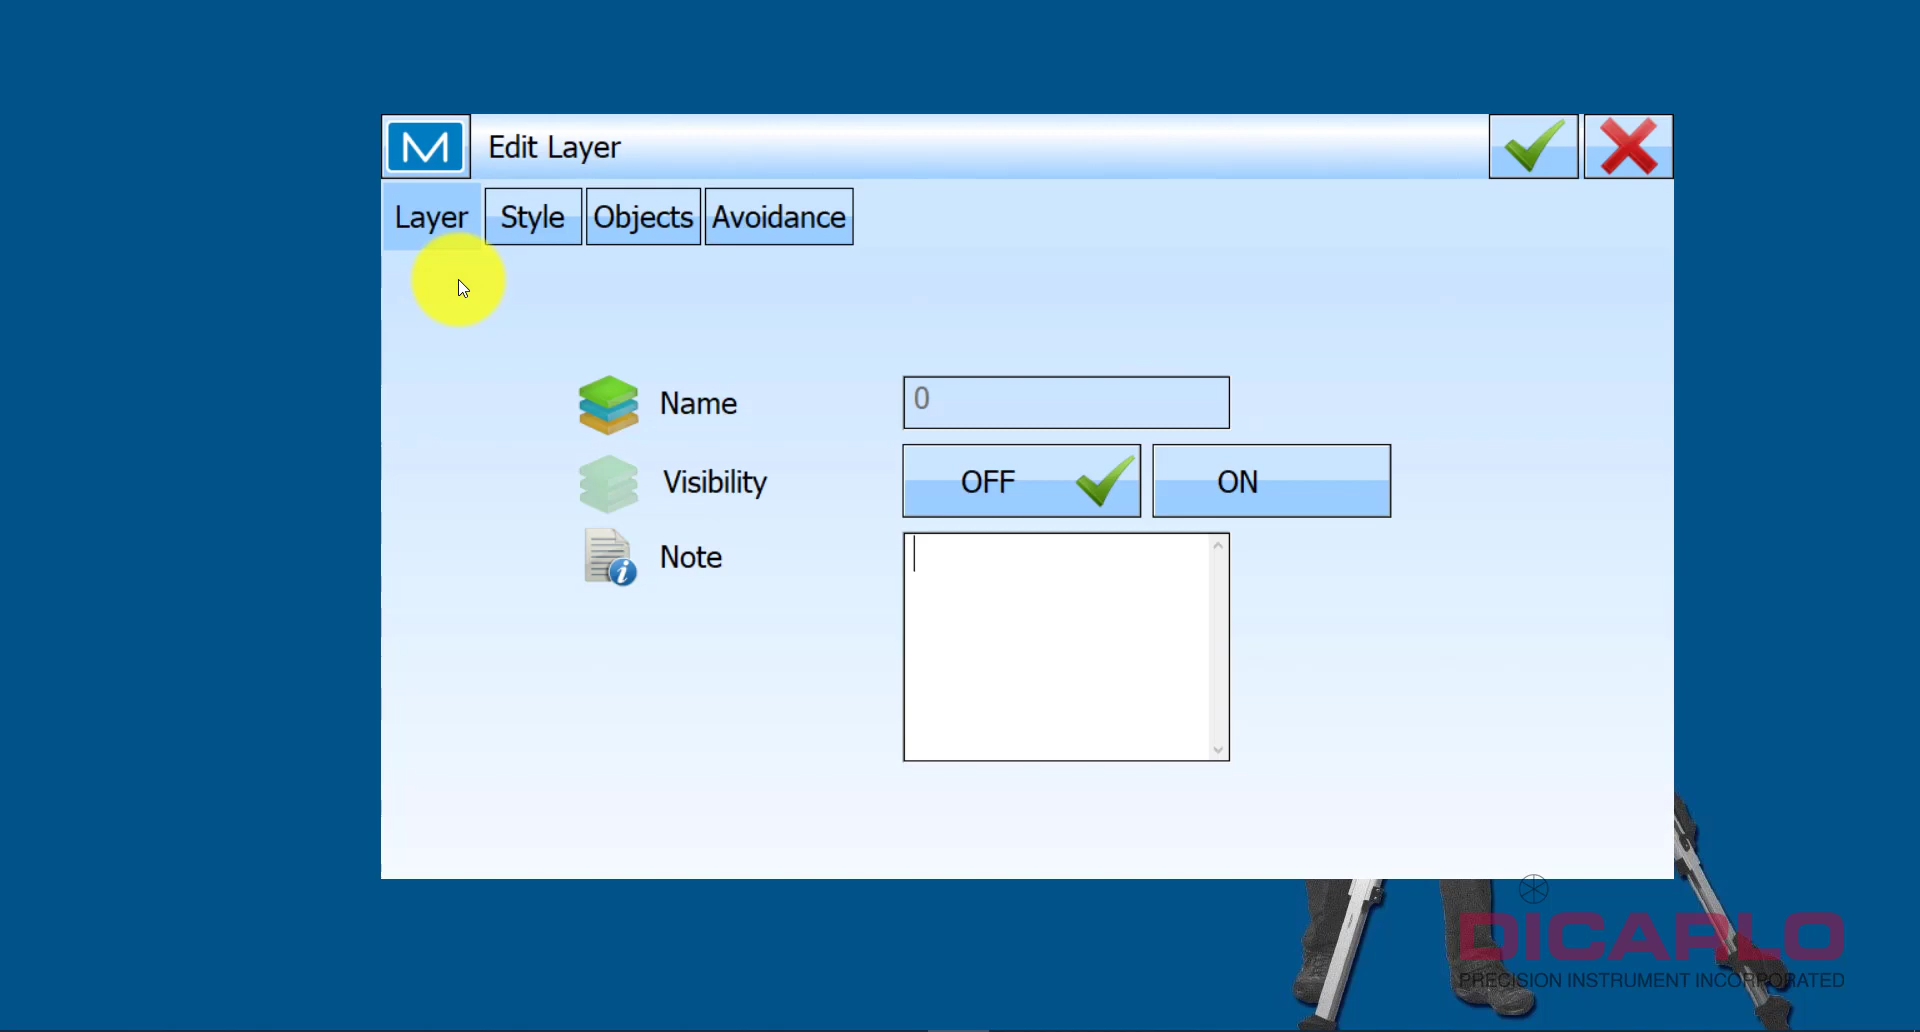 M Edit Layer
Layer Style Objects Avoidance
Name 0
Visibility OFF ON
Note
DICARLO
PRECISION INSTRUMENT INCORPORATED